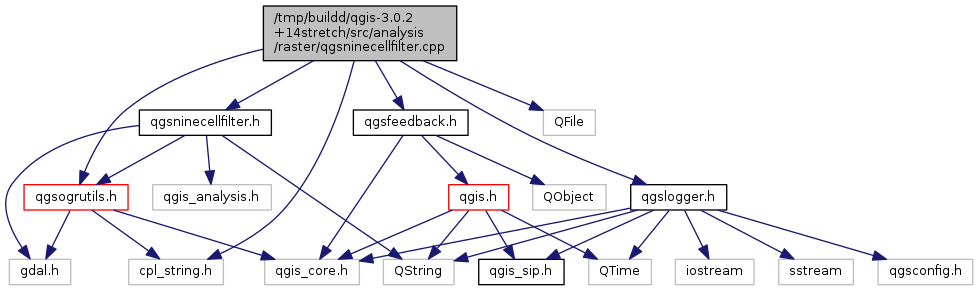 /tmp/buildd/qgis-3.0.2
+14stretch/src/analysis
/raster/qgsninecellfilter.cpp
qgsninecellfilter.h
qgsfeedback.h
QFile
qgsogrutils.h
qgis_analysis.h
qgis.h
QObject
qgslogger.h
gdal.h
cpl_string.h
qgis_core.h
QString
qgis_sip.h
QTime
iostream
sstream
qgsconfig.h